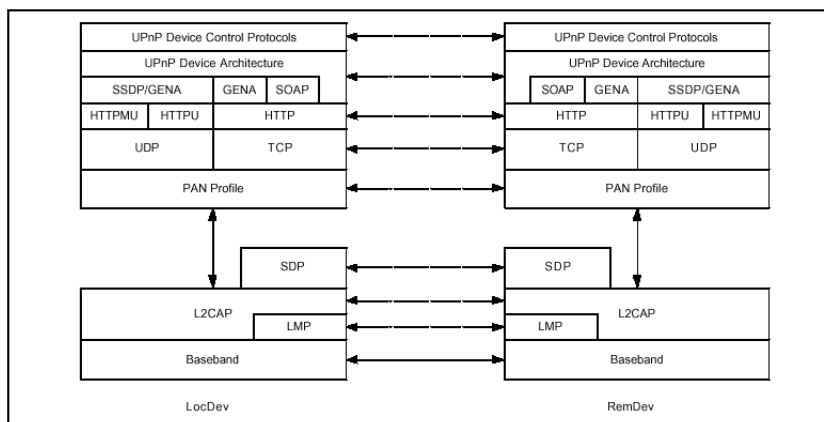 UPnP Device Control Protocols UPnP Device Control Protocols
UPnP Device Architecture UPnP Device Architecture
SSDP/GENA GENA SOAP SOAP GENA SSDP/GENA
HTTPMU HTTPU HTTP HTTP HTTPU HTTPMU
UDP TCP TCP UDP
PAN Profile PAN Profile
SDP SDP
L2CAP L2CAP
LMP LMP
Baseband Baseband
LocDev RemDev